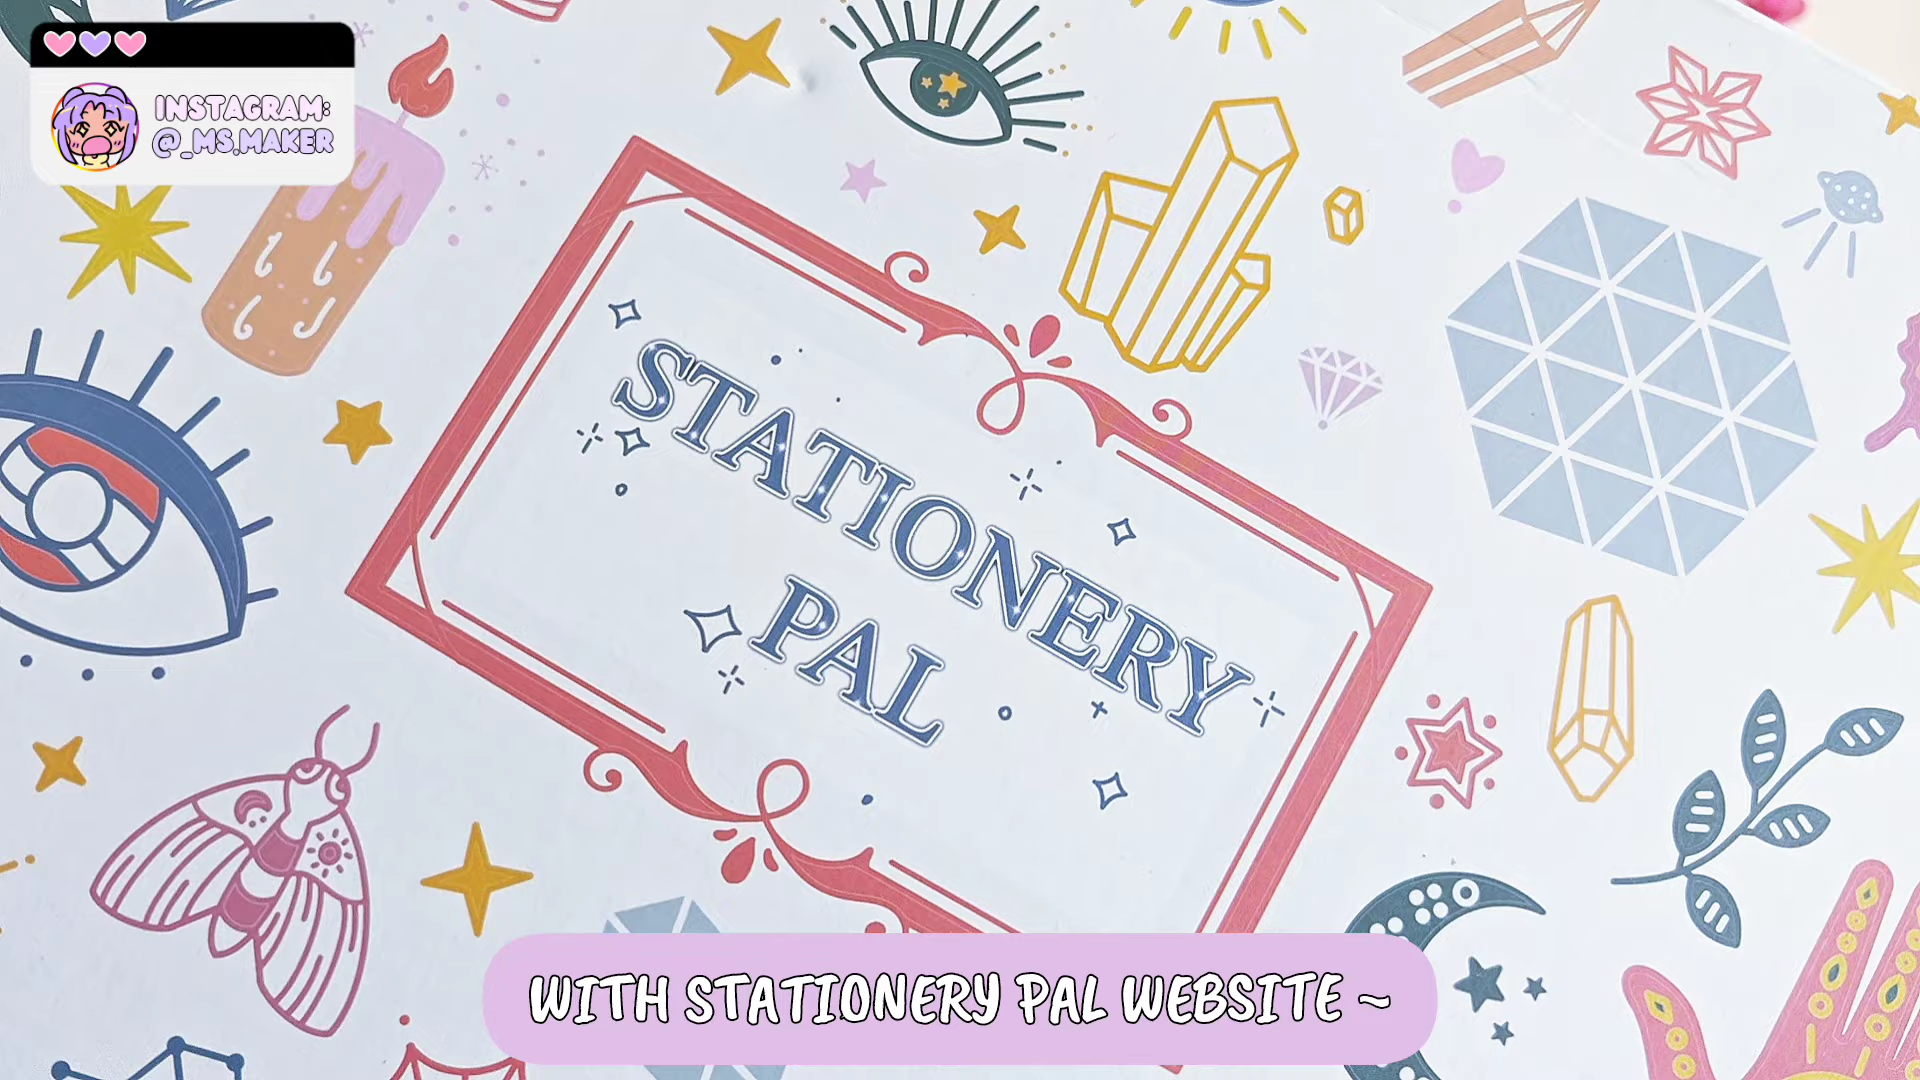 INSTAGRAM:
@_MS.MAKER
STATIONERY
PAL
WITH STATIONERY PAL WEBSITE ~